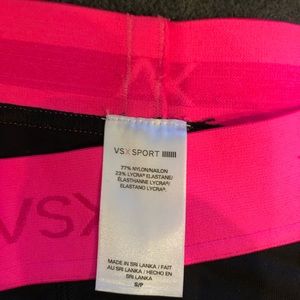 VSX SPORT
77% NYLON/NAILON
23% LYCRA® ELASTANE/
ÉLASTHANNE LYCRA®/
ELASTANO LYCRA®
MADE IN SRI LANKA / FAIT
AU SRI LANKA / HECHO EN
SRI LANKA
S/P
VSX